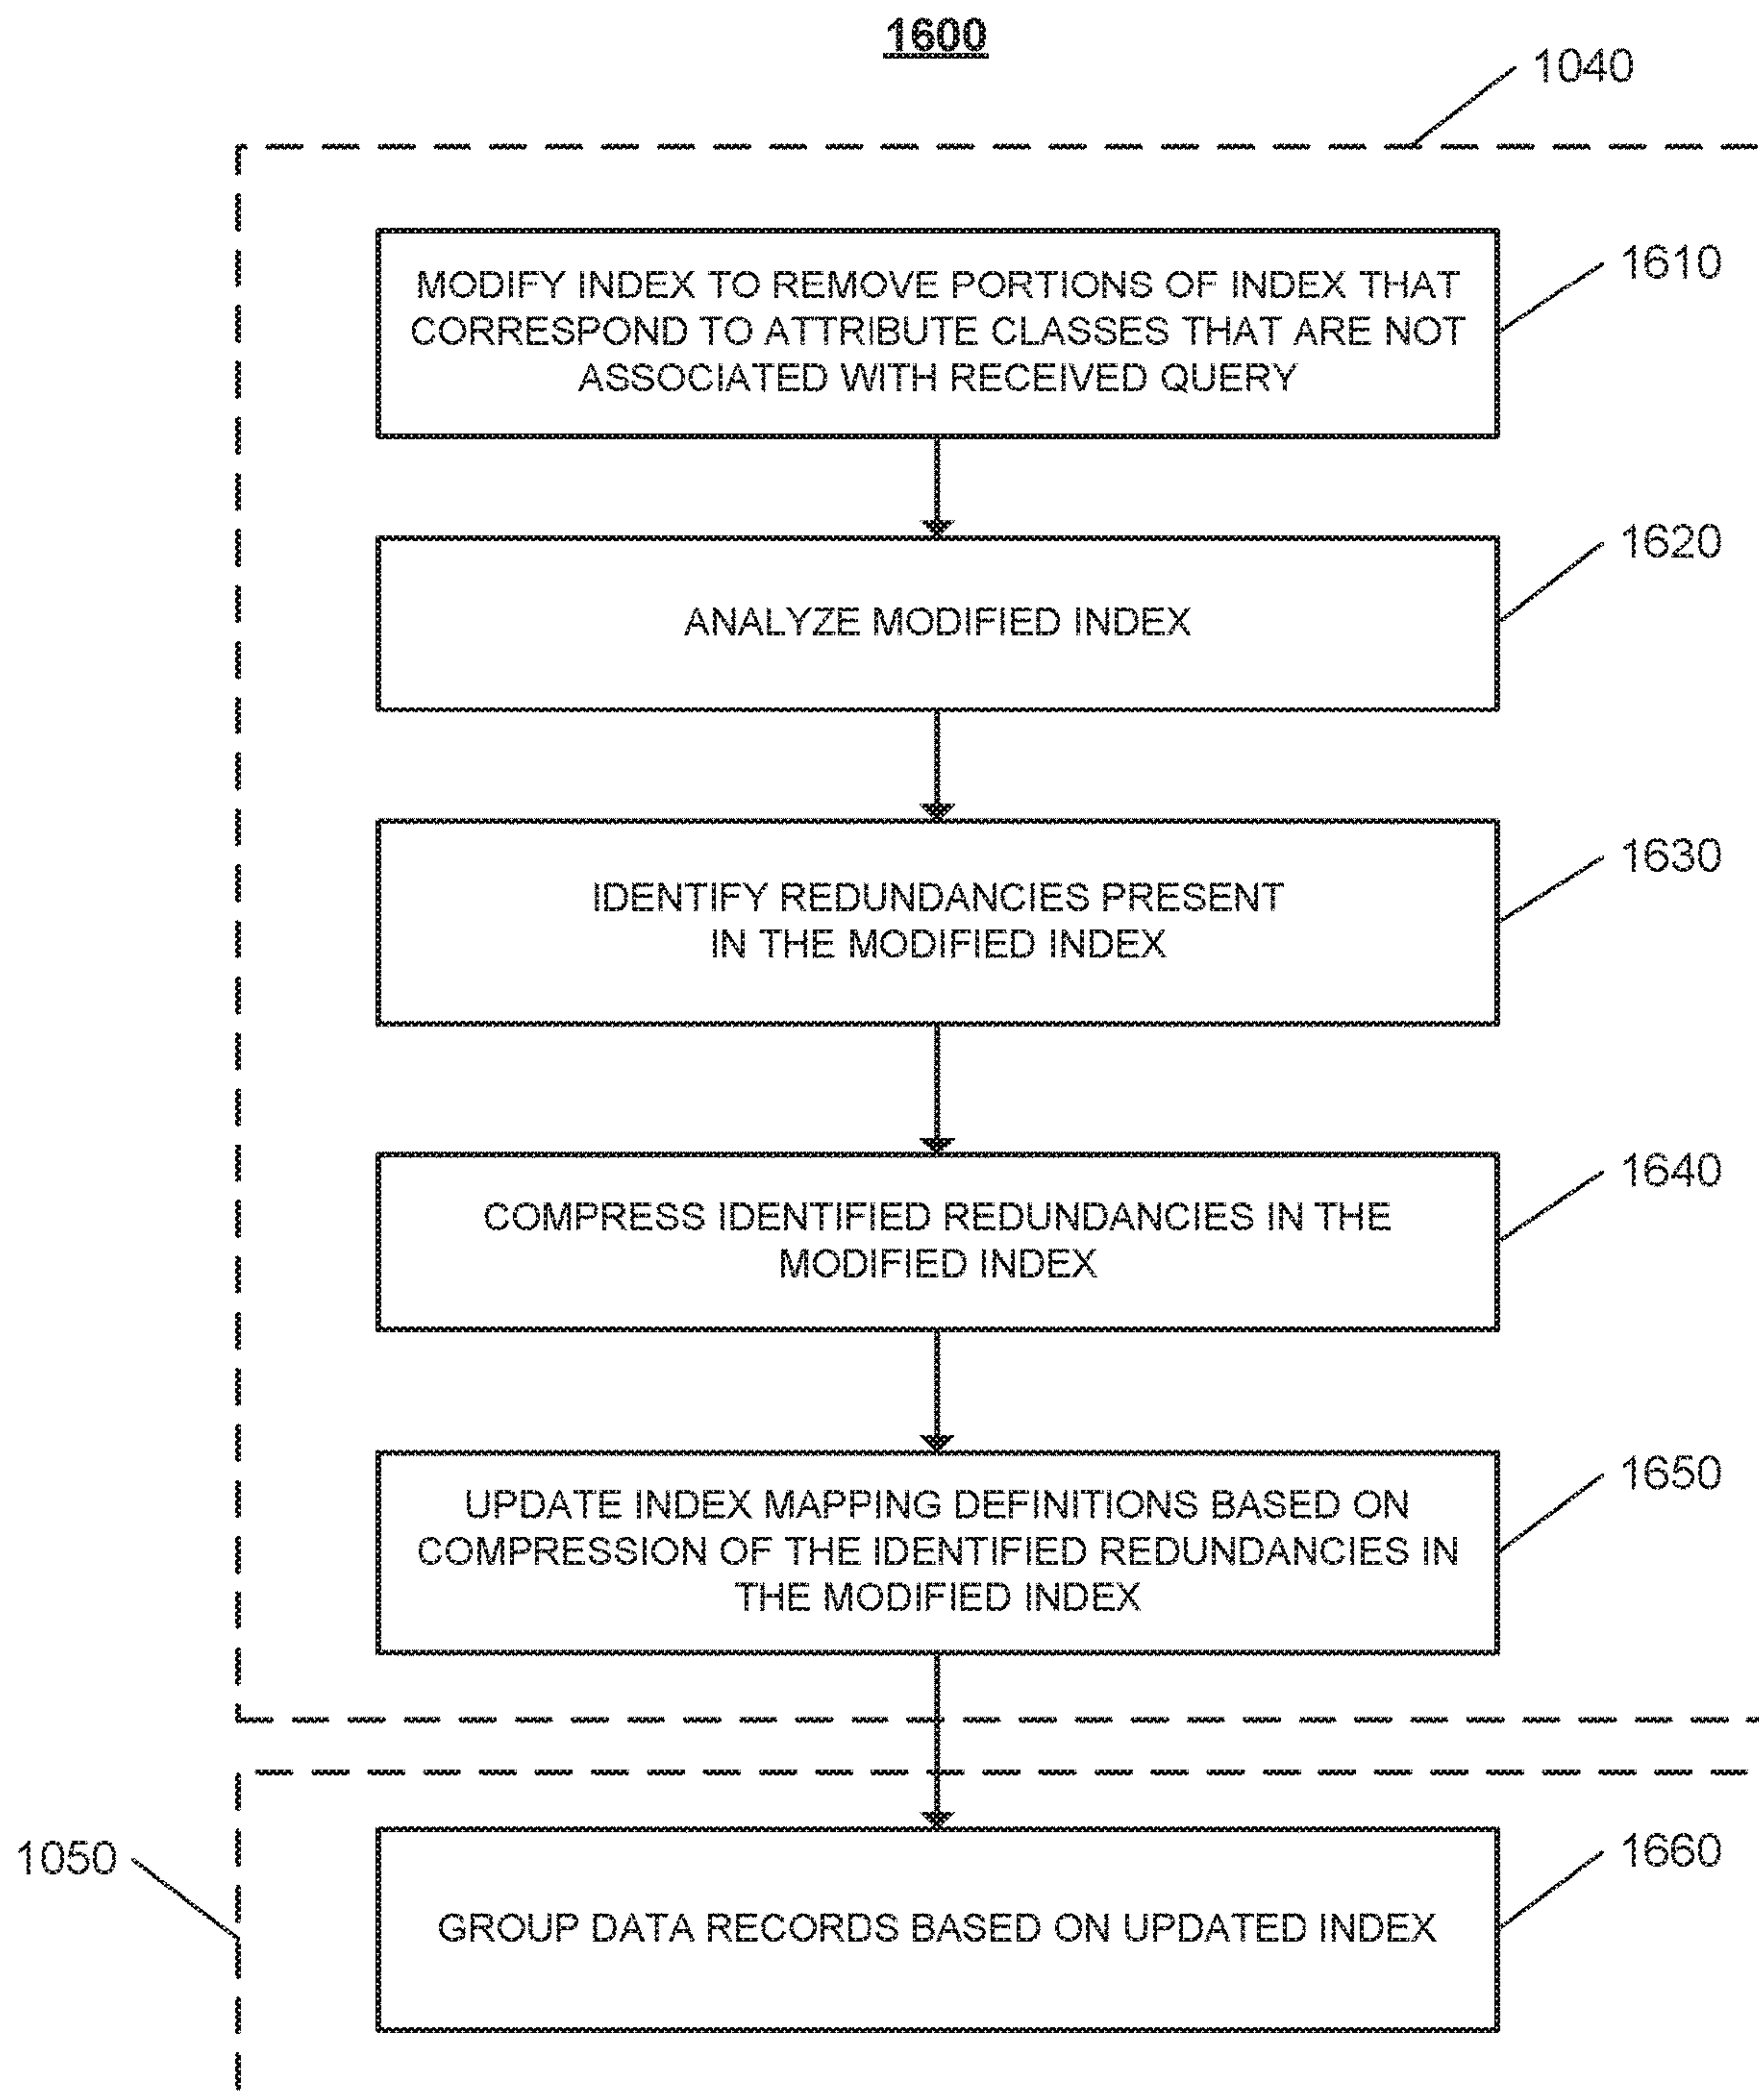 1600
1040
MODIFY INDEX TO REMOVE PORTIONS OF INDEX THAT
CORRESPOND TO ATTRIBUTE CLASSES THAT ARE NOT
ASSOCIATED WITH RECEIVED QUERY
1610
ANALYZE MODIFIED INDEX
1620
IDENTIFY REDUNDANCIES PRESENT
IN THE MODIFIED INDEX
1630
COMPRESS IDENTIFIED REDUNDANCIES IN THE
MODIFIED INDEX
1640
UPDATE INDEX MAPPING DEFINITIONS BASED ON
COMPRESSION OF THE IDENTIFIED REDUNDANCIES IN
THE MODIFIED INDEX
1650
1050
GROUP DATA RECORDS BASED ON UPDATED INDEX
1660